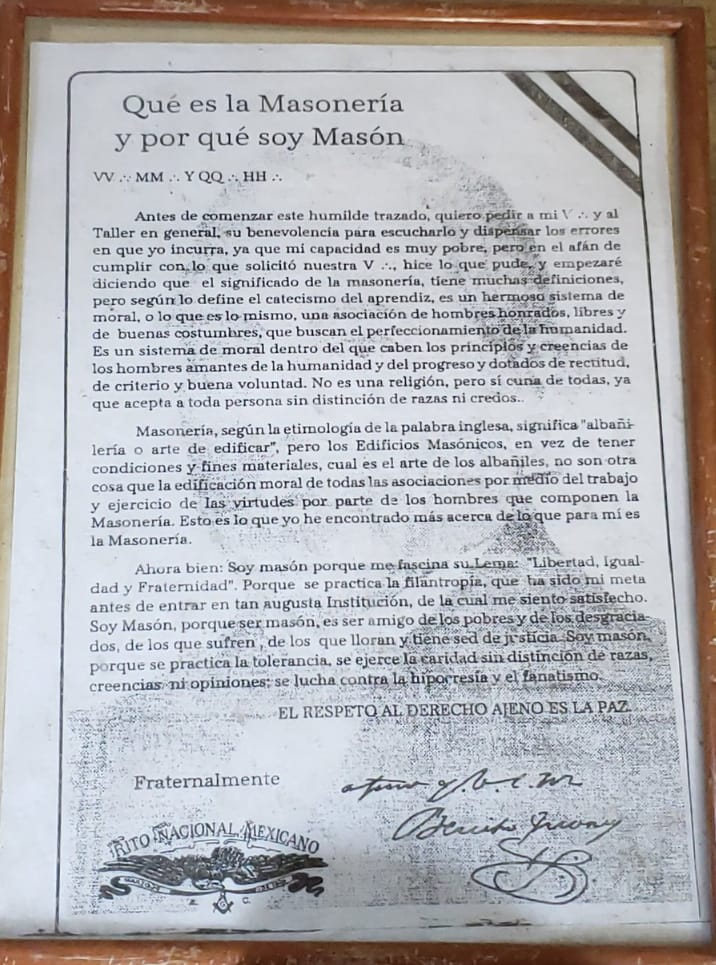 Qué es la Masonería
y por qué soy Masón
VV ∴ MM ∴ Y QQ ∴ HH ∴
Antes de comenzar este humilde trazado, quiero pedir a mi V ∴ y al
Taller en general, su benevolencia para escucharlo y dispensar los errores
en que yo incurra, ya que mi capacidad es muy pobre, pero en el afán de
cumplir con lo que solicitó nuestra V ∴, hice lo que pude, y empezaré
diciendo que el significado de la masonería, tiene muchas definiciones,
pero según lo define el catecismo del aprendiz, es un hermoso sistema de
moral, o lo que es lo mismo, una asociación de hombres honrados, libres y
de buenas costumbres, que buscan el perfeccionamiento de la humanidad.
Es un sistema de moral dentro del que caben los principios y creencias de
los hombres amantes de la humanidad y del progreso y dotados de rectitud,
de criterio y buena voluntad. No es una religión, pero sí cuna de todas, ya
que acepta a toda persona sin distinción de razas ni credos..
Masonería, según la etimología de la palabra inglesa, significa "albañi-
lería o arte de edificar", pero los Edificios Masónicos, en vez de tener
condiciones y fines materiales, cual es el arte de los albañiles, no son otra
cosa que la edificación moral de todas las asociaciones por medio del trabajo
y ejercicio de las virtudes por parte de los hombres que componen la
Masonería. Esto es lo que yo he encontrado más acerca de lo que para mí es
la Masonería.
Ahora bien: Soy masón porque me fascina su Lema: "Libertad, Igual-
dad y Fraternidad". Porque se practica la filantropía, que ha sido mi meta
antes de entrar en tan augusta Institución, de la cual me siento satisfecho.
Soy Masón, porque ser masón, es ser amigo de los pobres y de los desgracia
dos, de los que sufren , de los que lloran y tiene sed de justicia. Soy masón,
porque se practica la tolerancia, se ejerce la caridad sin distinción de razas,
creencias ni opiniones; se lucha contra la hipocresía y el fanatismo.
EL RESPETO AL DERECHO AJENO ES LA PAZ
Fraternalmente
Benito Juárez
RITO NACIONAL MEXICANO